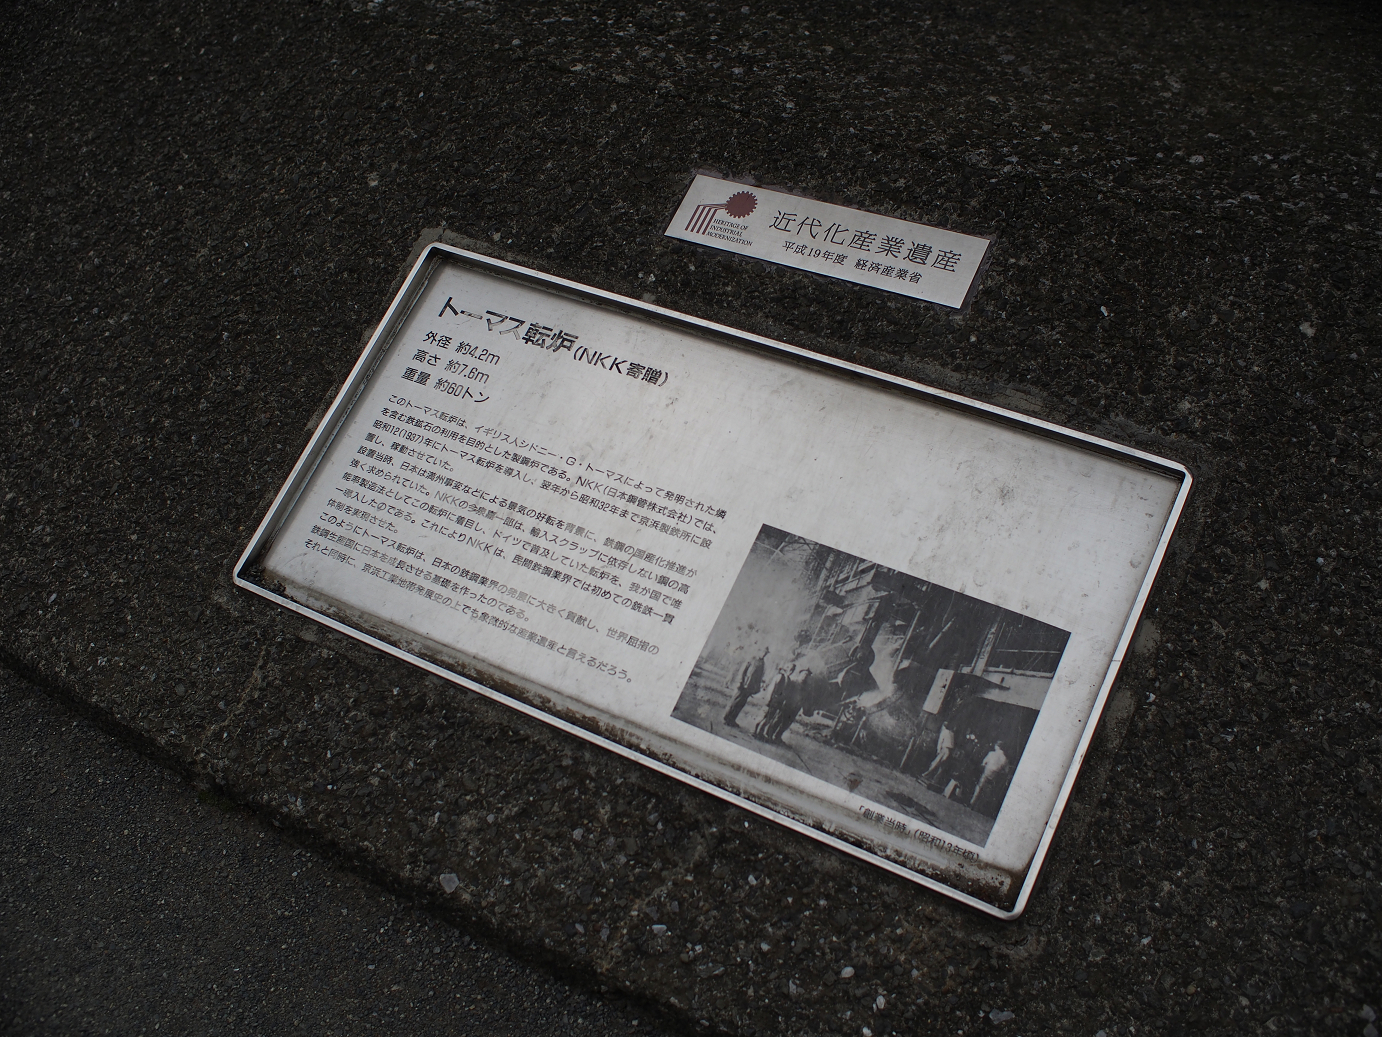 HERITAGE OF
INDUSTRIAL
MODERNIZATION
近代化産業遺産
平成19年度 経済産業省
トーマス転炉(NKK寄贈)
外径 約4.2m
高さ 約7.6m
重量 約60トン
このトーマス転炉は、イギリス人シドニー・G・トーマスによって発明された燐
を含む鉄鉱石の利用を目的とした製鋼炉である。NKK(日本鋼管株式会社)では、
昭和12(1937)年にトーマス転炉を導入し、翌年から昭和32年まで京浜製鉄所に設
置し、稼動させていた。
設置当時、日本は満州事変などによる景気の好転を背景に、鉄鋼の国産化推進が
強く求められていた。NKKの今泉嘉一郎は、輸入スクラップに依存しない鋼の高
能率製造法としてこの転炉に着目し、ドイツで普及していた転炉を、我が国で唯
一導入したのである。これによりNKKは、民間鉄鋼業界では初めての銑鉄一貫
体制を実現させた。
このようにトーマス転炉は、日本の鉄鋼業界の発展に大きく貢献し、世界屈指の
鉄鋼生産国に日本を成長させる基礎を作ったのである。
それと同時に、京浜工業地帯発展史の上でも象徴的な産業遺産と言えるだろう。
「創業当時」(昭和13年頃)